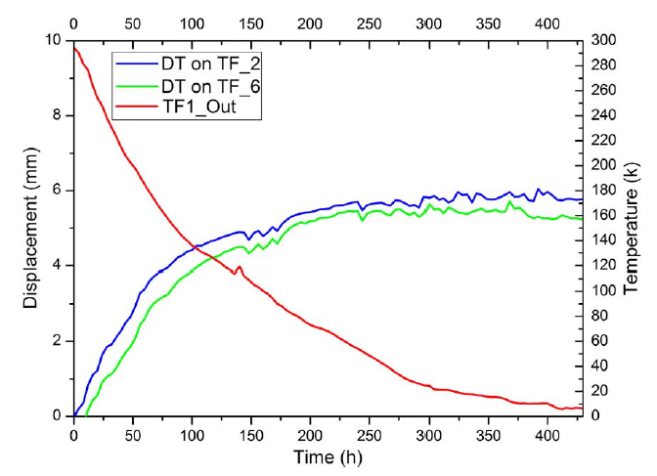 0 50 100 150 200 250 300 350 400
10 300
280
260
8 240
220
200
6 180
160
140
4 120
100
80
2 60
40
20
0 0
DT on TF_2
DT on TF_6
TF1_Out
Displacement (mm)
Temperature (k)
0 50 100 150 200 250 300 350 400
Time (h)